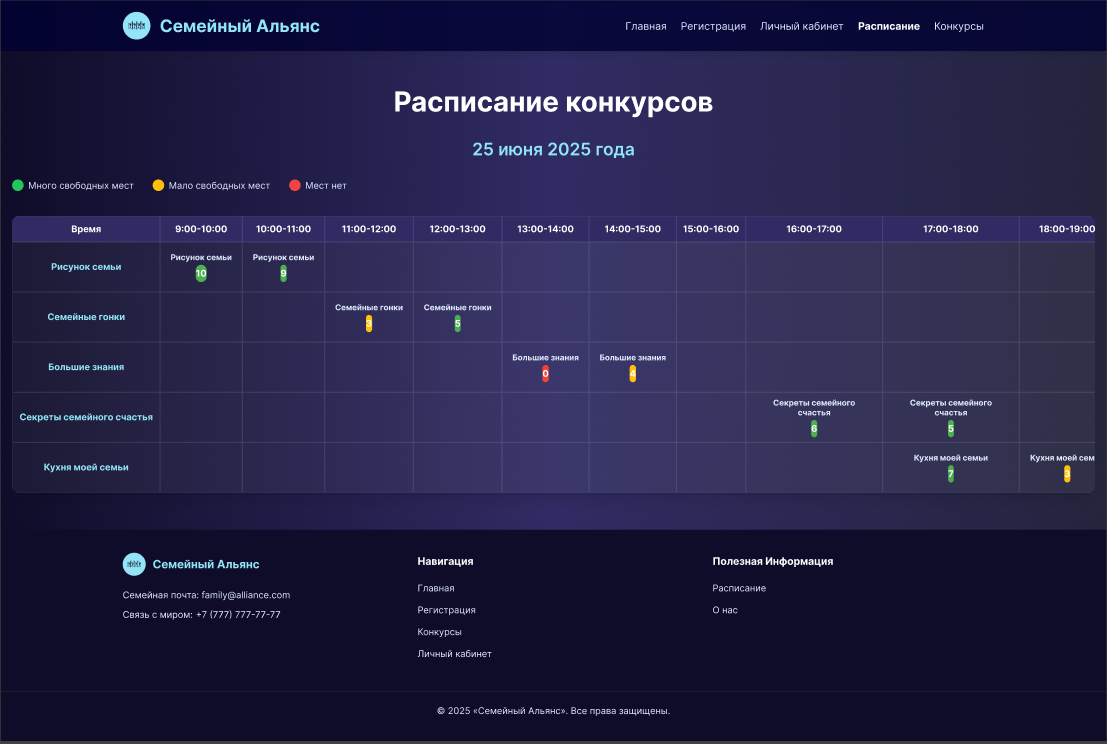 Семейный Альянс
Главная Регистрация Личный кабинет Расписание Конкурсы
Расписание конкурсов
25 июня 2025 года
Много свободных мест Мало свободных мест Мест нет
Время 9:00-10:00 10:00-11:00 11:00-12:00 12:00-13:00 13:00-14:00 14:00-15:00 15:00-16:00 16:00-17:00 17:00-18:00 18:00-19:00
Рисунок семьи Рисунок семьи
Рисунок семьи
10 9
Семейные гонки Семейные гонки
Семейные гонки
3 5
Большие знания Большие знания
Большие знания
0 4
Секреты семейного Секреты семейного
счастья счастья
Секреты семейного счастья
6 5
Кухня моей семьи Кухня моей сем
Кухня моей семьи
7 3
Семейный Альянс
Семейная почта: family@alliance.com
Связь с миром: +7 (777) 777-77-77
Навигация
Главная
Регистрация
Конкурсы
Личный кабинет
Полезная Информация
Расписание
О нас
© 2025 «Семейный Альянс». Все права защищены.